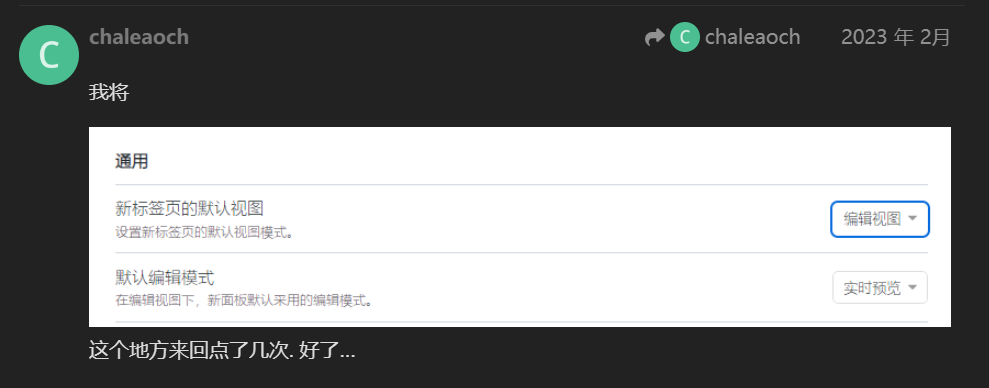 C chaleaoch C chaleaoch 2023 年 2月
我将
通用
新标签页的默认视图
设置新标签页的默认视图模式。
编辑视图
默认编辑模式
在编辑视图下，新面板默认采用的编辑模式。
实时预览
这个地方来回点了几次. 好了...